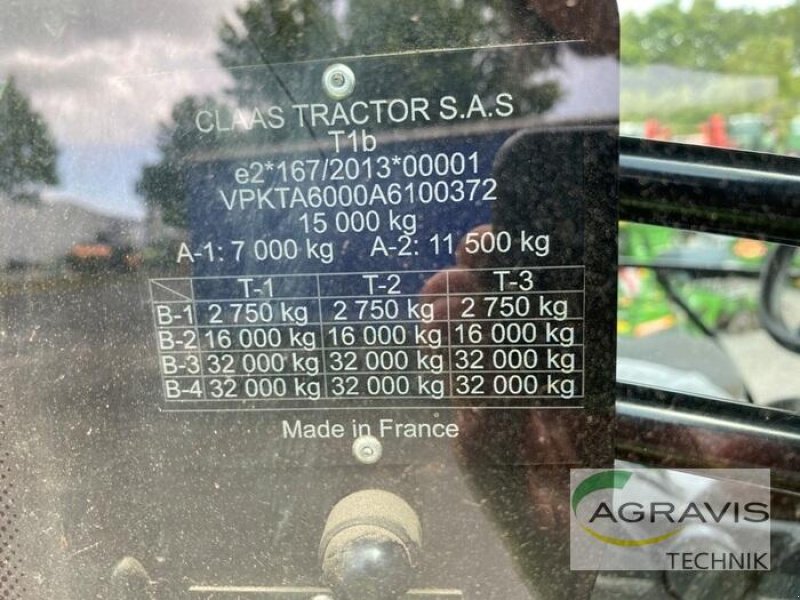 CLAAS TRACTOR S.A.S
T1b
e2*167/2013*00001
VPKTA6000A6100372
15 000 kg
A-1: 7 000 kg A-2: 11 500 kg
T-1 T-2 T-3
B-1 2 750 kg 2 750 kg 2 750 kg
B-2 16 000 kg 16 000 kg 16 000 kg
B-3 32 000 kg 32 000 kg 32 000 kg
B-4 32 000 kg 32 000 kg 32 000 kg
Made in France
AGRAVIS
TECHNIK